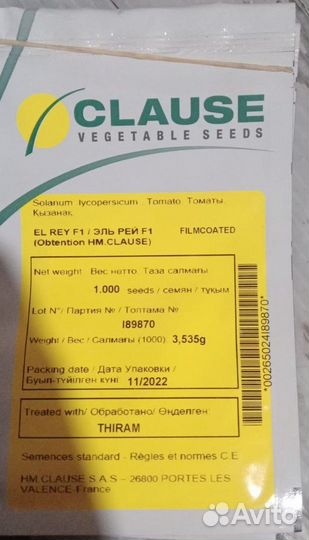 CLAUSE
VEGETABLE SEEDS
Solanum lycopersicum Tomato Томаты
Қызанақ
EL REY F1 / ЭЛЬ РЕЙ F1 FILMCOATED
(Obtention HM.CLAUSE)
Net weight Вес нетто Таза салмағы
1.000 seeds / семян / тұқым
Lot N°/ Партия № / Топтама №
I89870
Weight / Вес / Салмағы (1000) 3,535g
Packing date / Дата Упаковки /
Буып-түйілген күні 11/2022
*00265024I89870*
Treated with/ Обработано/ Өңделген
THIRAM
Semences standard - Règles et normes C.E
HM.CLAUSE S.A.S – 26800 PORTES LES
VALENCE-France
Avito